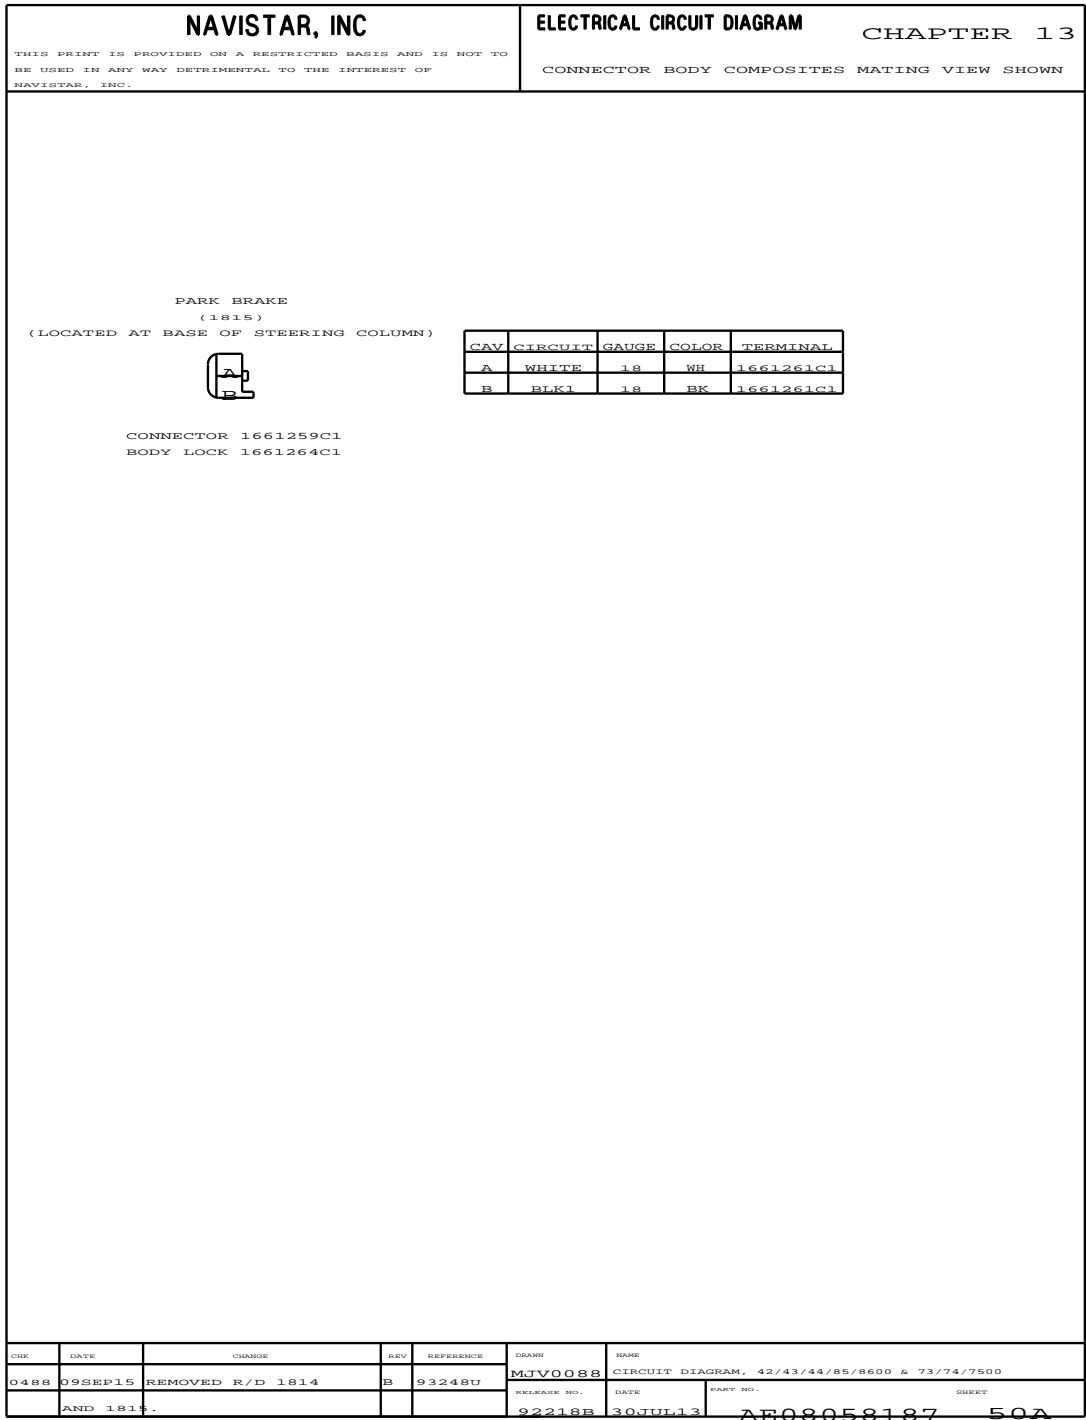 NAVISTAR, INC
THIS PRINT IS PROVIDED ON A RESTRICTED BASIS AND IS NOT TO
BE USED IN ANY WAY DETRIMENTAL TO THE INTEREST OF
NAVISTAR, INC.
ELECTRICAL CIRCUIT DIAGRAM
CHAPTER 13
CONNECTOR BODY COMPOSITES MATING VIEW SHOWN
PARK BRAKE
(1815)
(LOCATED AT BASE OF STEERING COLUMN)
A
B
CONNECTOR 1661259C1
BODY LOCK 1661264C1
CAV CIRCUIT GAUGE COLOR TERMINAL
A WHITE 18 WH 1661261C1
B BLK1 18 BK 1661261C1
CHK DATE CHANGE REV REFERENCE
0488 09SEP15 REMOVED R/D 1814 B 93248U
AND 1815.
DRAWN NAME
MJV0088 CIRCUIT DIAGRAM, 42/43/44/85/8600 & 73/74/7500
RELEASE NO. DATE PART NO. SHEET
92218B 30JUL13 AE08058187 50A